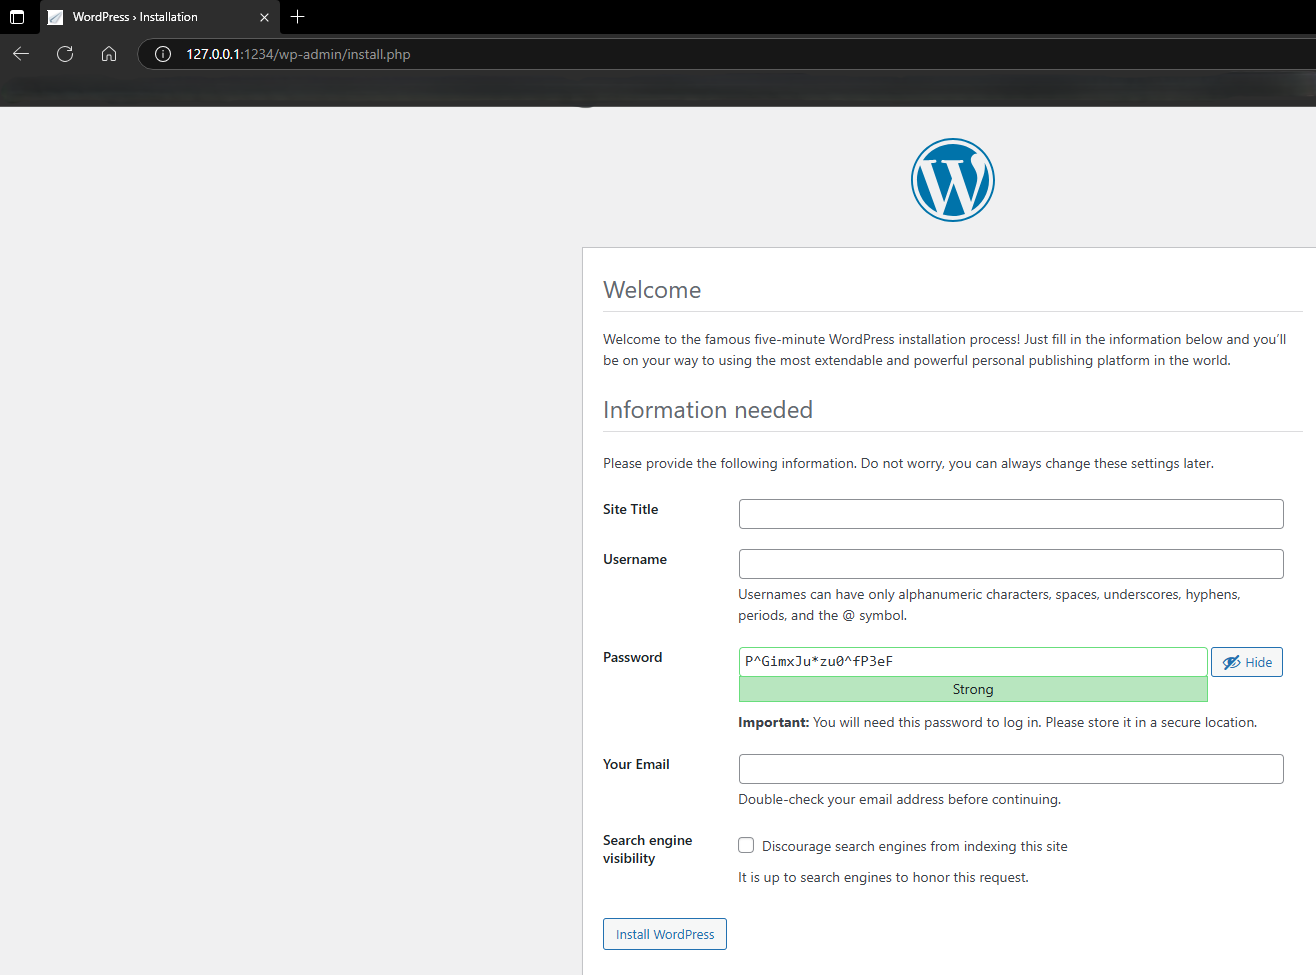 WordPress › Installation
127.0.0.1:1234/wp-admin/install.php
Welcome
Welcome to the famous five-minute WordPress installation process! Just fill in the information below and you’ll
be on your way to using the most extendable and powerful personal publishing platform in the world.
Information needed
Please provide the following information. Do not worry, you can always change these settings later.
Site Title
Username
Usernames can have only alphanumeric characters, spaces, underscores, hyphens,
periods, and the @ symbol.
Password
P^GimxJu*zu0^fP3eF
Hide
Strong
Important: You will need this password to log in. Please store it in a secure location.
Your Email
Double-check your email address before continuing.
Search engine
visibility
Discourage search engines from indexing this site
It is up to search engines to honor this request.
Install WordPress